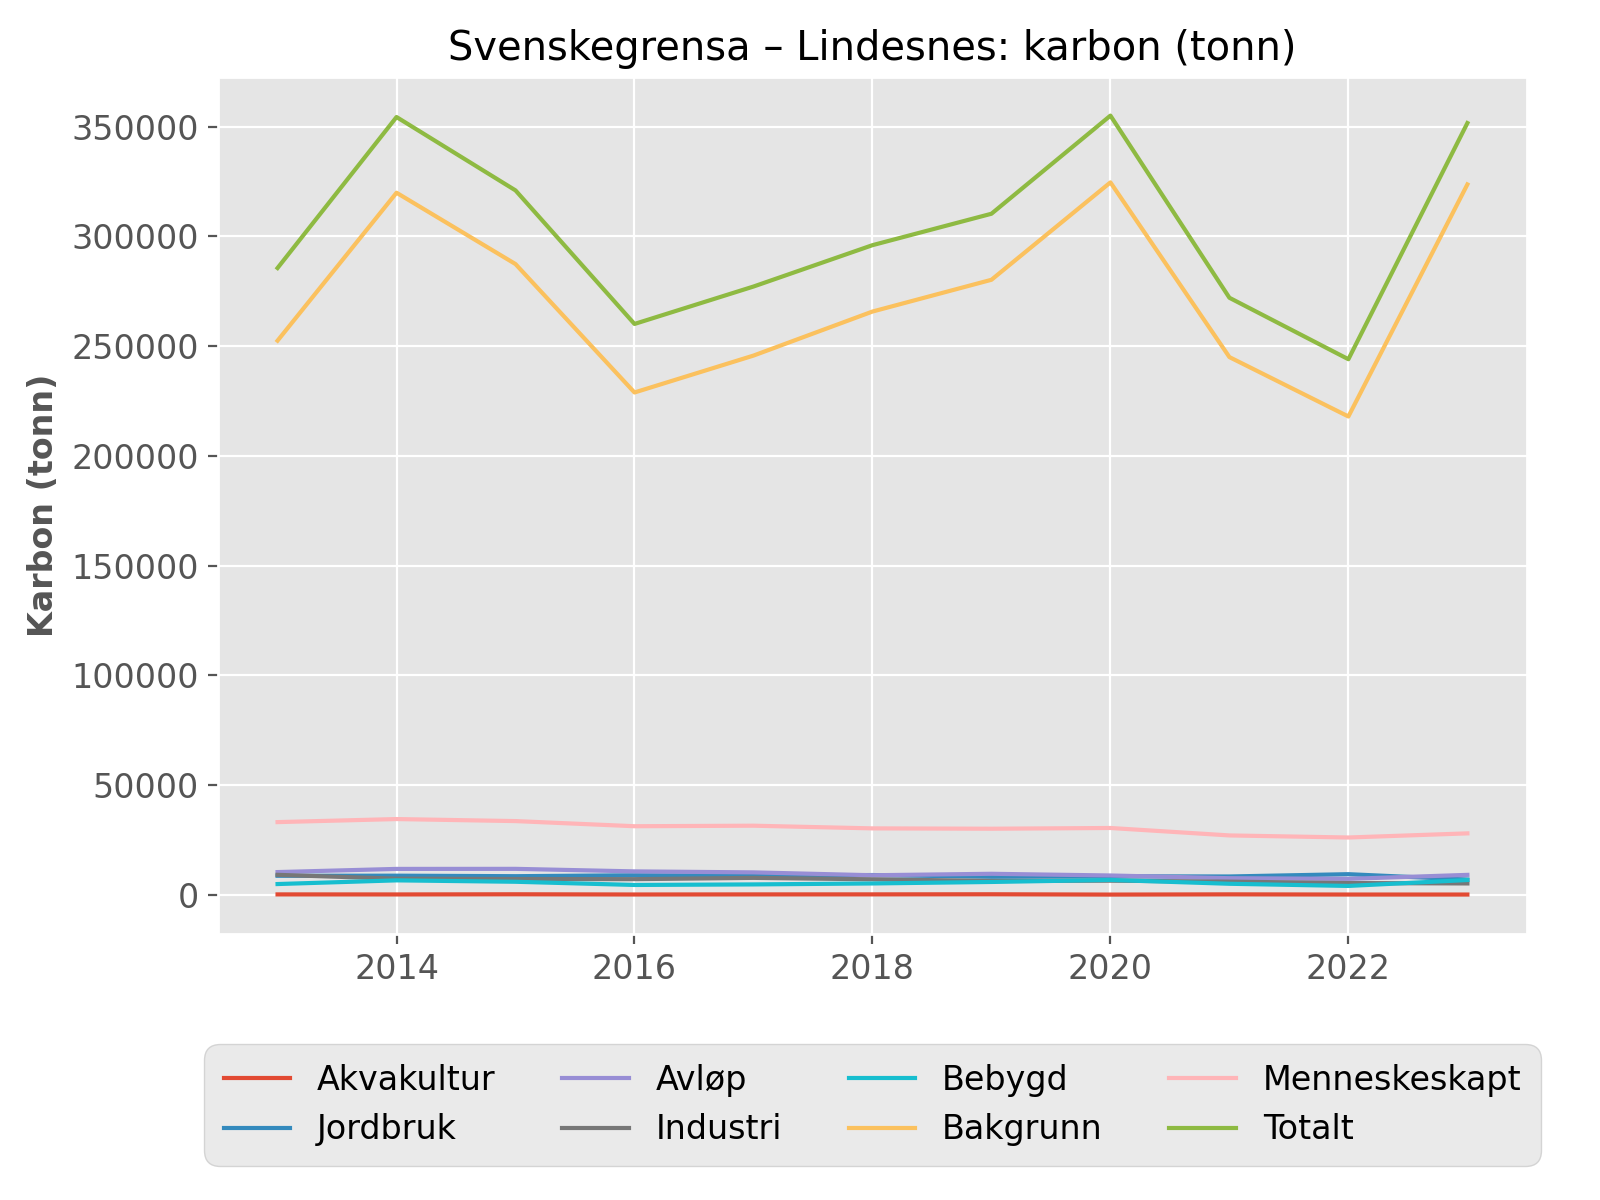 Svenskegrensa – Lindesnes: karbon (tonn)
Karbon (tonn)
350000
300000
250000
200000
150000
100000
50000
0
2014 2016 2018 2020 2022
Akvakultur Avløp Bebygd Menneskeskapt
Jordbruk Industri Bakgrunn Totalt